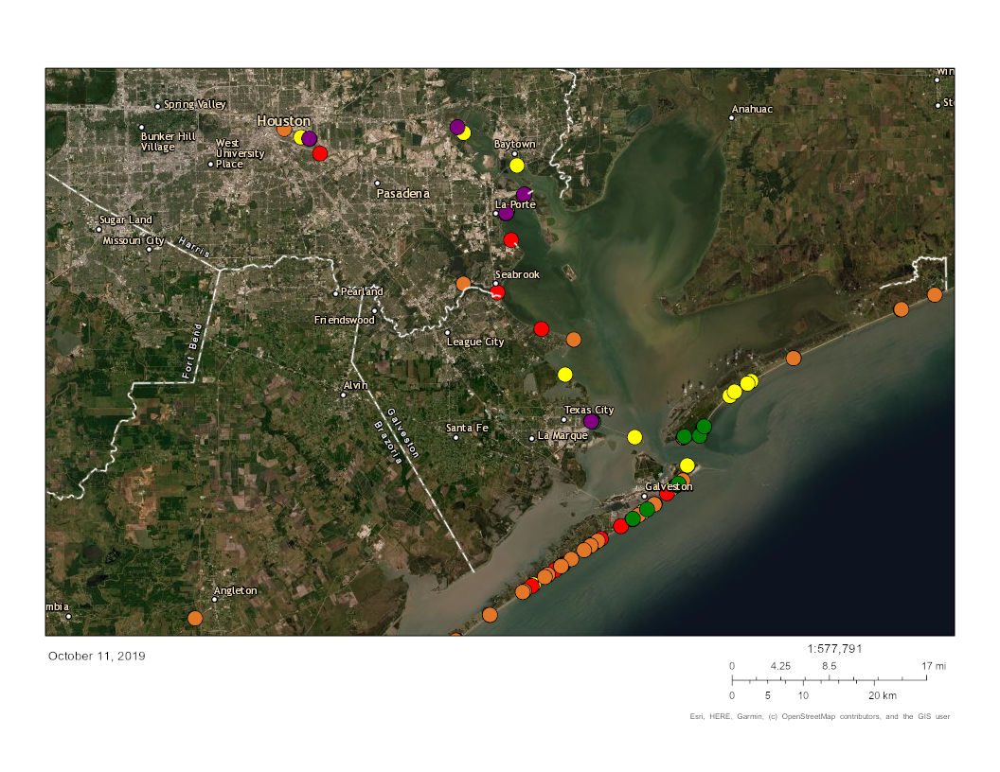 Win
St
Anahuac
Spring Valley
Houston
Bunker Hill
Village
West
University
Place
Baytown
Pasadena
La Porte
Sugar Land
Missouri City
Harris
Seabrook
Pearland
Friendswood
League City
Fort Bend
Alvin
Galveston
Brazoria
Santa Fe
Texas City
La Marque
Galveston
Angleton
mbia
October 11, 2019
1:577,791
0 4.25 8.5 17 mi
0 5 10 20 km
Esri, HERE, Garmin, (c) OpenStreetMap contributors, and the GIS user